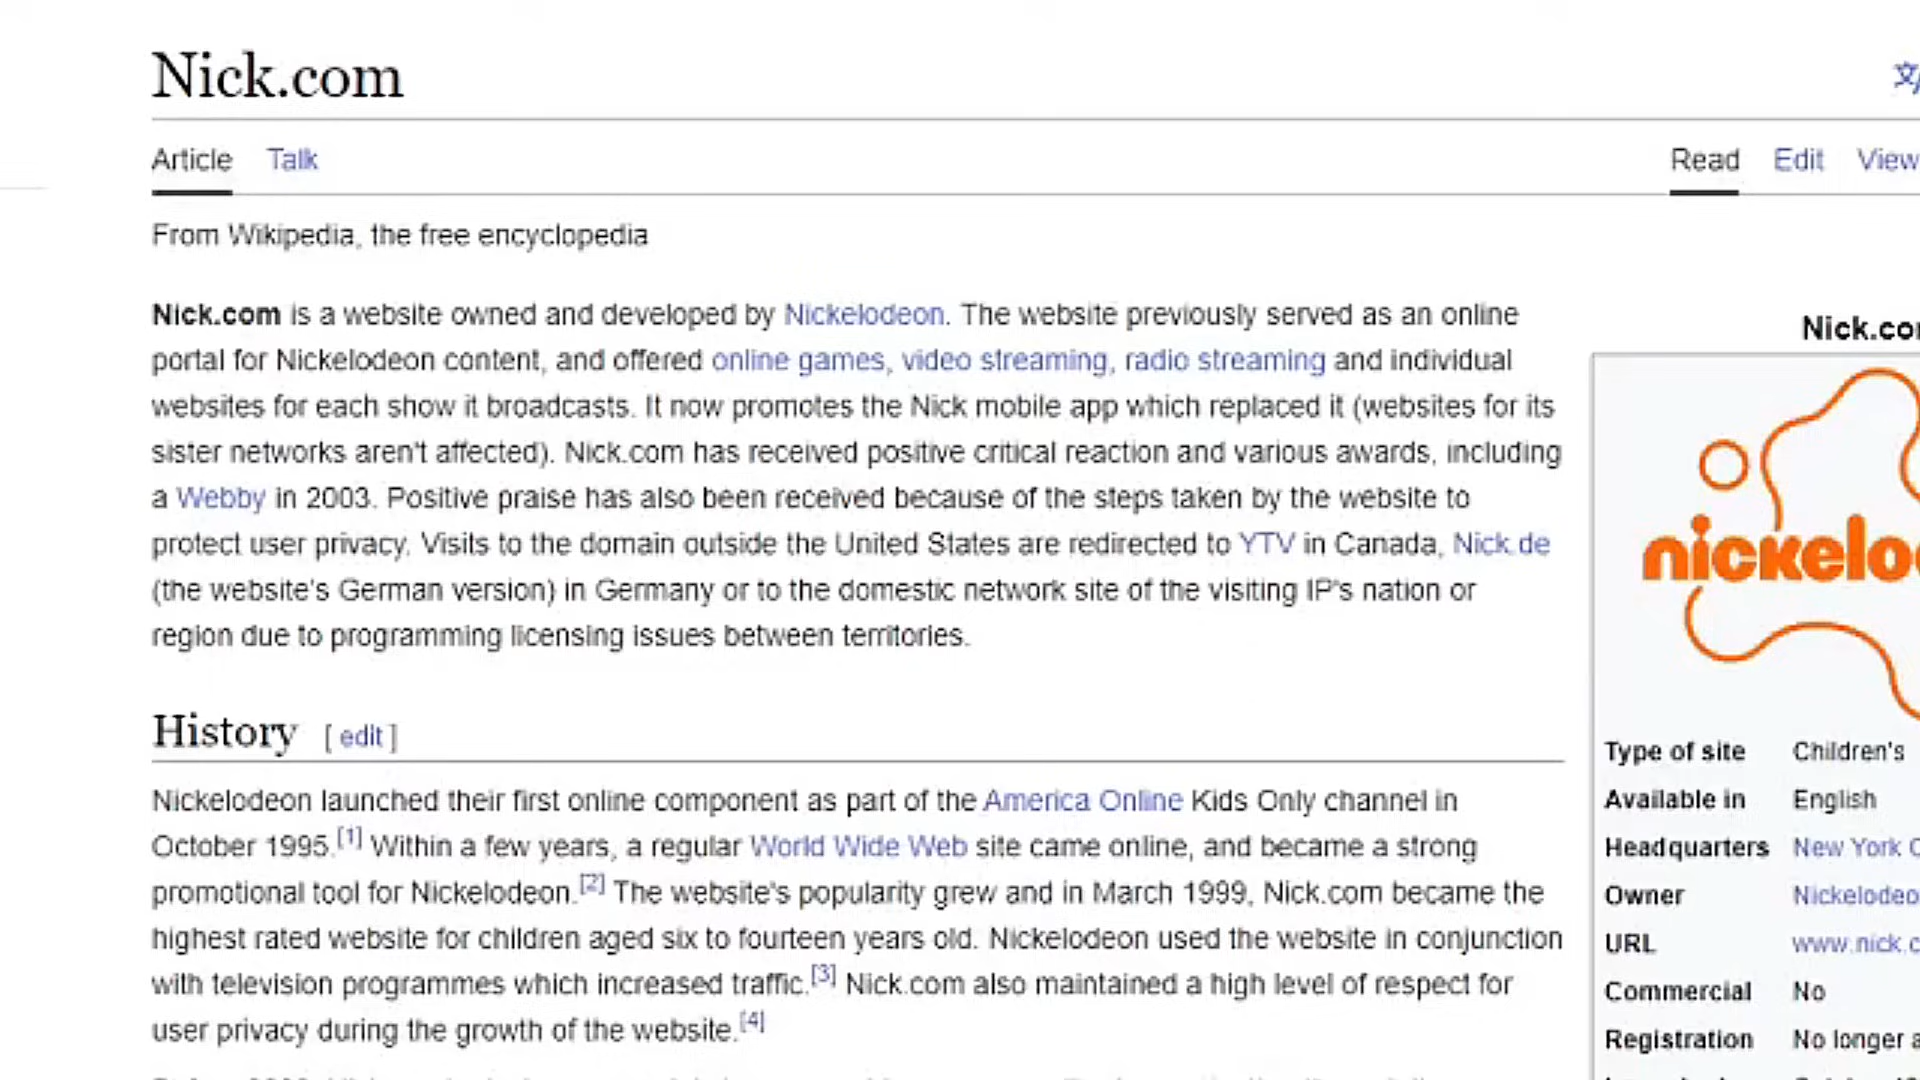 Nick.com
Article Talk
Read Edit View
From Wikipedia, the free encyclopedia
Nick.com is a website owned and developed by Nickelodeon. The website previously served as an online
portal for Nickelodeon content, and offered online games, video streaming, radio streaming and individual
websites for each show it broadcasts. It now promotes the Nick mobile app which replaced it (websites for its
sister networks aren't affected). Nick.com has received positive critical reaction and various awards, including
a Webby in 2003. Positive praise has also been received because of the steps taken by the website to
protect user privacy. Visits to the domain outside the United States are redirected to YTV in Canada, Nick.de
(the website's German version) in Germany or to the domestic network site of the visiting IP's nation or
region due to programming licensing issues between territories.
History [ edit ]
Nickelodeon launched their first online component as part of the America Online Kids Only channel in
October 1995.[1] Within a few years, a regular World Wide Web site came online, and became a strong
promotional tool for Nickelodeon.[2] The website's popularity grew and in March 1999, Nick.com became the
highest rated website for children aged six to fourteen years old. Nickelodeon used the website in conjunction
with television programmes which increased traffic.[3] Nick.com also maintained a high level of respect for
user privacy during the growth of the website.[4]
Nick.co
nickelo
Type of site Children's
Available in English
Headquarters New York
Owner Nickelodeo
URL www.nick.c
Commercial No
Registration No longer a